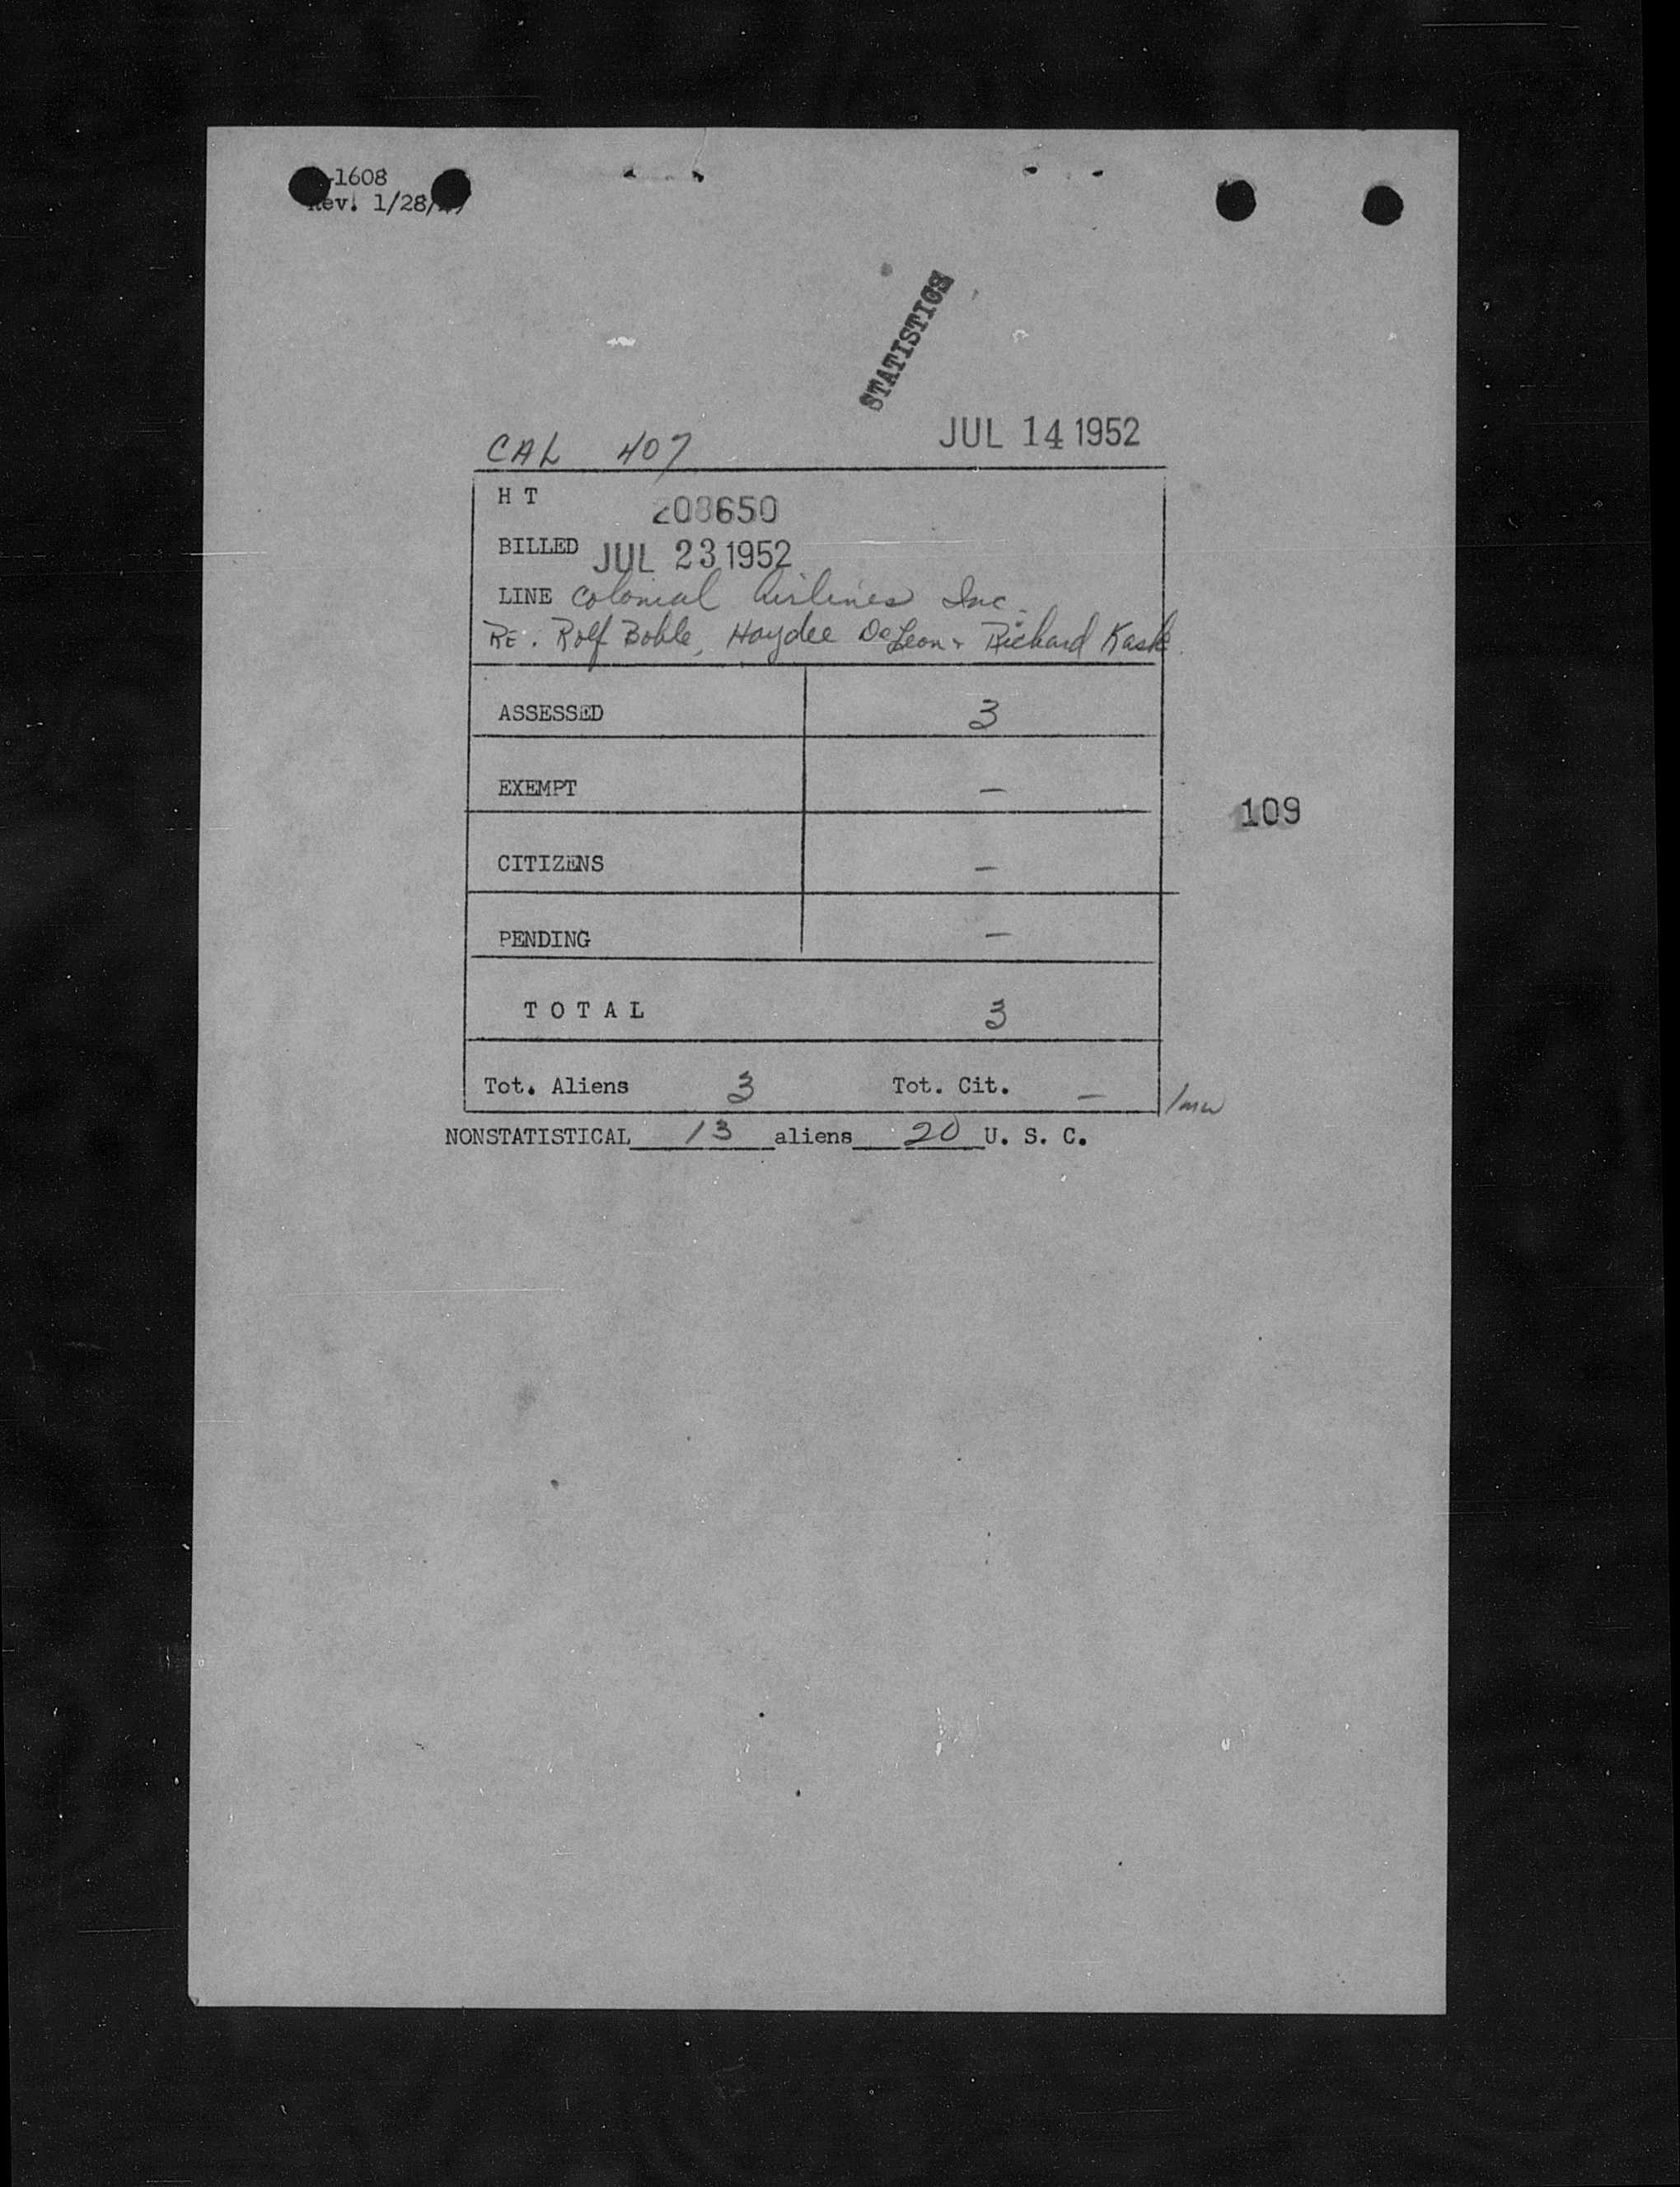 -1608
Rev. 1/28/
STATISTICS
JUL 14 1952
CAL 407
H T 208650
BILLED JUL 23 1952
LINE Colonial Airlines Inc.
RE. Rolf Bohle, Haydee DeLeon & Richard Kask.
ASSESSED 3
EXEMPT —
109
CITIZENS —
PENDING —
T O T A L 3
Tot. Aliens 3 Tot. Cit. — /mw
NONSTATISTICAL 13 aliens 20 U. S. C.